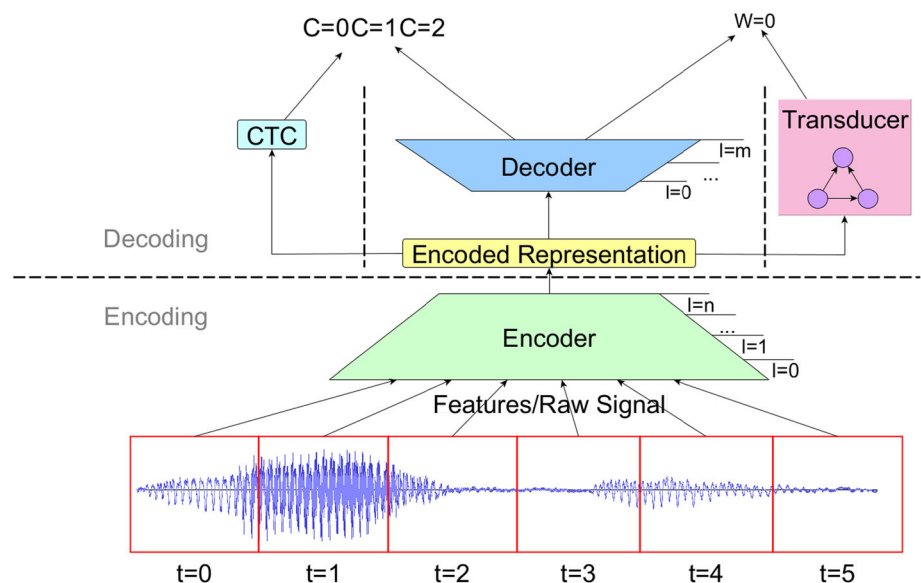 C=0C=1C=2
W=0
CTC
Transducer
Decoder
l=m
...
l=0
Decoding
Encoded Representation
Encoding
l=n
...
l=1
l=0
Encoder
Features/Raw Signal
t=0 t=1 t=2 t=3 t=4 t=5